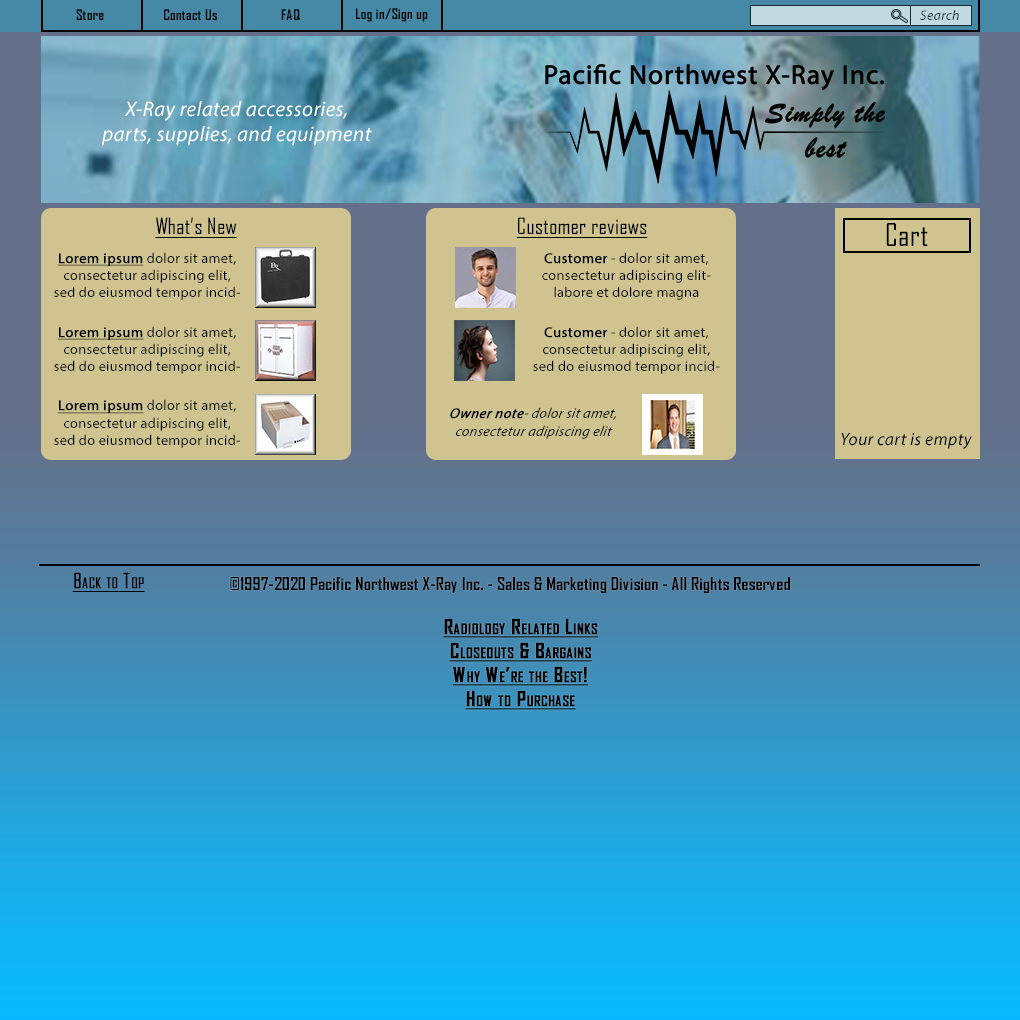 Store
Contact Us
FAQ
Log in/Sign up
Search
X-Ray related accessories,
parts, supplies, and equipment
Pacific Northwest X-Ray Inc.
Simply the
best
What's New
Lorem ipsum dolor sit amet,
consectetur adipiscing elit,
sed do eiusmod tempor incid-
Lorem ipsum dolor sit amet,
consectetur adipiscing elit,
sed do eiusmod tempor incid-
Lorem ipsum dolor sit amet,
consectetur adipiscing elit,
sed do eiusmod tempor incid-
Customer reviews
Customer - dolor sit amet,
consectetur adipiscing elit-
labore et dolore magna
Customer - dolor sit amet,
consectetur adipiscing elit,
sed do eiusmod tempor incid-
Owner note- dolor sit amet,
consectetur adipiscing elit
Cart
Your cart is empty
Back to Top
©1997-2020 Pacific Northwest X-Ray Inc. - Sales & Marketing Division - All Rights Reserved
Radiology Related Links
Closeouts & Bargains
Why We're the Best!
How to Purchase